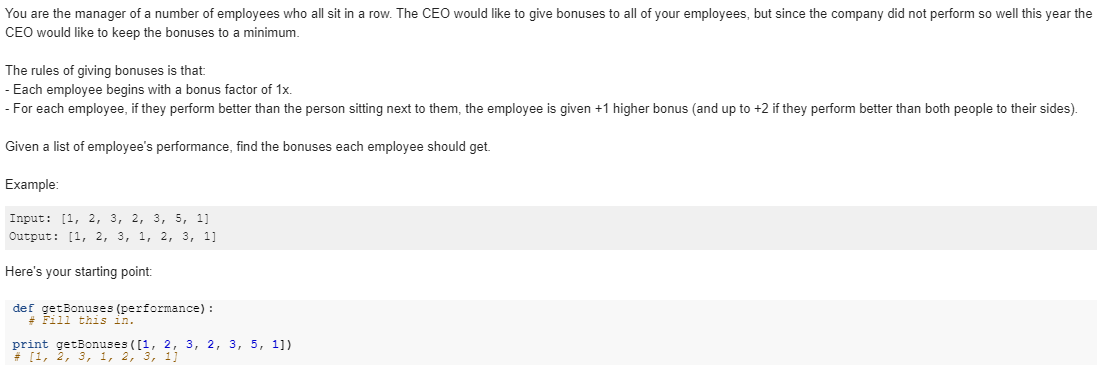 You are the manager of a number of employees who all sit in a row. The CEO would like to give bonuses to all of your employees, but since the company did not perform so well this year the
CEO would like to keep the bonuses to a minimum.
The rules of giving bonuses is that:
- Each employee begins with a bonus factor of 1x.
- For each employee, if they perform better than the person sitting next to them, the employee is given +1 higher bonus (and up to +2 if they perform better than both people to their sides).
Given a list of employee's performance, find the bonuses each employee should get.
Example:
Input: [1, 2, 3, 2, 3, 5, 1]
Output: [1, 2, 3, 1, 2, 3, 1]
Here's your starting point:
def getBonuses(performance):
  # Fill this in.
print getBonuses([1, 2, 3, 2, 3, 5, 1])
# [1, 2, 3, 1, 2, 3, 1]